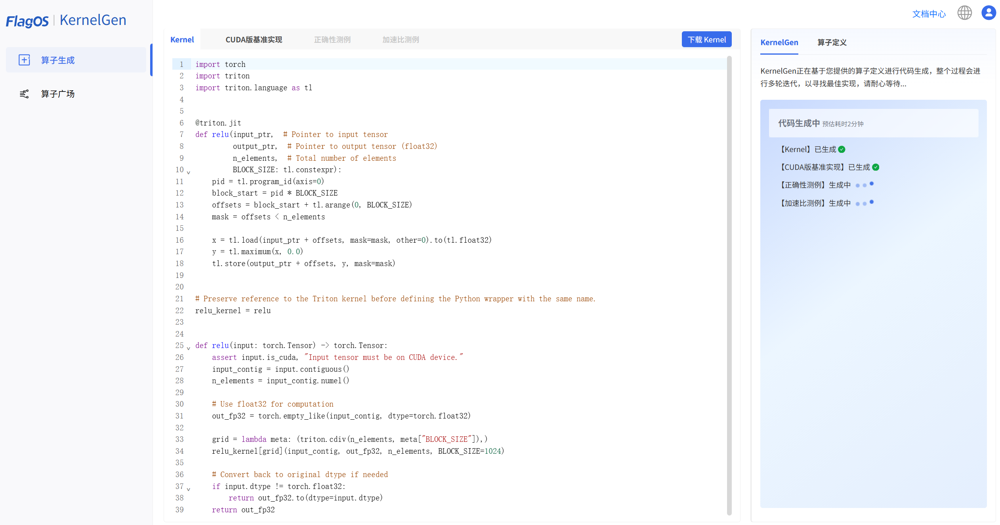 FlagOS | KernelGen
算子生成
算子广场
文档中心
Kernel CUDA版基准实现 正确性测例 加速比测例 下载 Kernel
1 import torch
2 import triton
3 import triton.language as tl
4
5
6 @triton.jit
7 def relu(input_ptr,  # Pointer to input tensor
8          output_ptr,  # Pointer to output tensor (float32)
9          n_elements,  # Total number of elements
10          BLOCK_SIZE: tl.constexpr):
11     pid = tl.program_id(axis=0)
12     block_start = pid * BLOCK_SIZE
13     offsets = block_start + tl.arange(0, BLOCK_SIZE)
14     mask = offsets < n_elements
15
16     x = tl.load(input_ptr + offsets, mask=mask, other=0).to(tl.float32)
17     y = tl.maximum(x, 0.0)
18     tl.store(output_ptr + offsets, y, mask=mask)
19
20
21 # Preserve reference to the Triton kernel before defining the Python wrapper with the same name.
22 relu_kernel = relu
23
24
25 def relu(input: torch.Tensor) -> torch.Tensor:
26     assert input.is_cuda, "Input tensor must be on CUDA device."
27     input_contig = input.contiguous()
28     n_elements = input_contig.numel()
29
30     # Use float32 for computation
31     out_fp32 = torch.empty_like(input_contig, dtype=torch.float32)
32
33     grid = lambda meta: (triton.cdiv(n_elements, meta["BLOCK_SIZE"]),)
34     relu_kernel[grid](input_contig, out_fp32, n_elements, BLOCK_SIZE=1024)
35
36     # Convert back to original dtype if needed
37     if input.dtype != torch.float32:
38         return out_fp32.to(dtype=input.dtype)
39     return out_fp32
KernelGen 算子定义
KernelGen正在基于您提供的算子定义进行代码生成，整个过程会进
行多轮迭代，以寻找最佳实现，请耐心等待...
代码生成中 预估耗时2分钟
【Kernel】已生成
【CUDA版基准实现】已生成
【正确性测例】生成中
【加速比测例】生成中